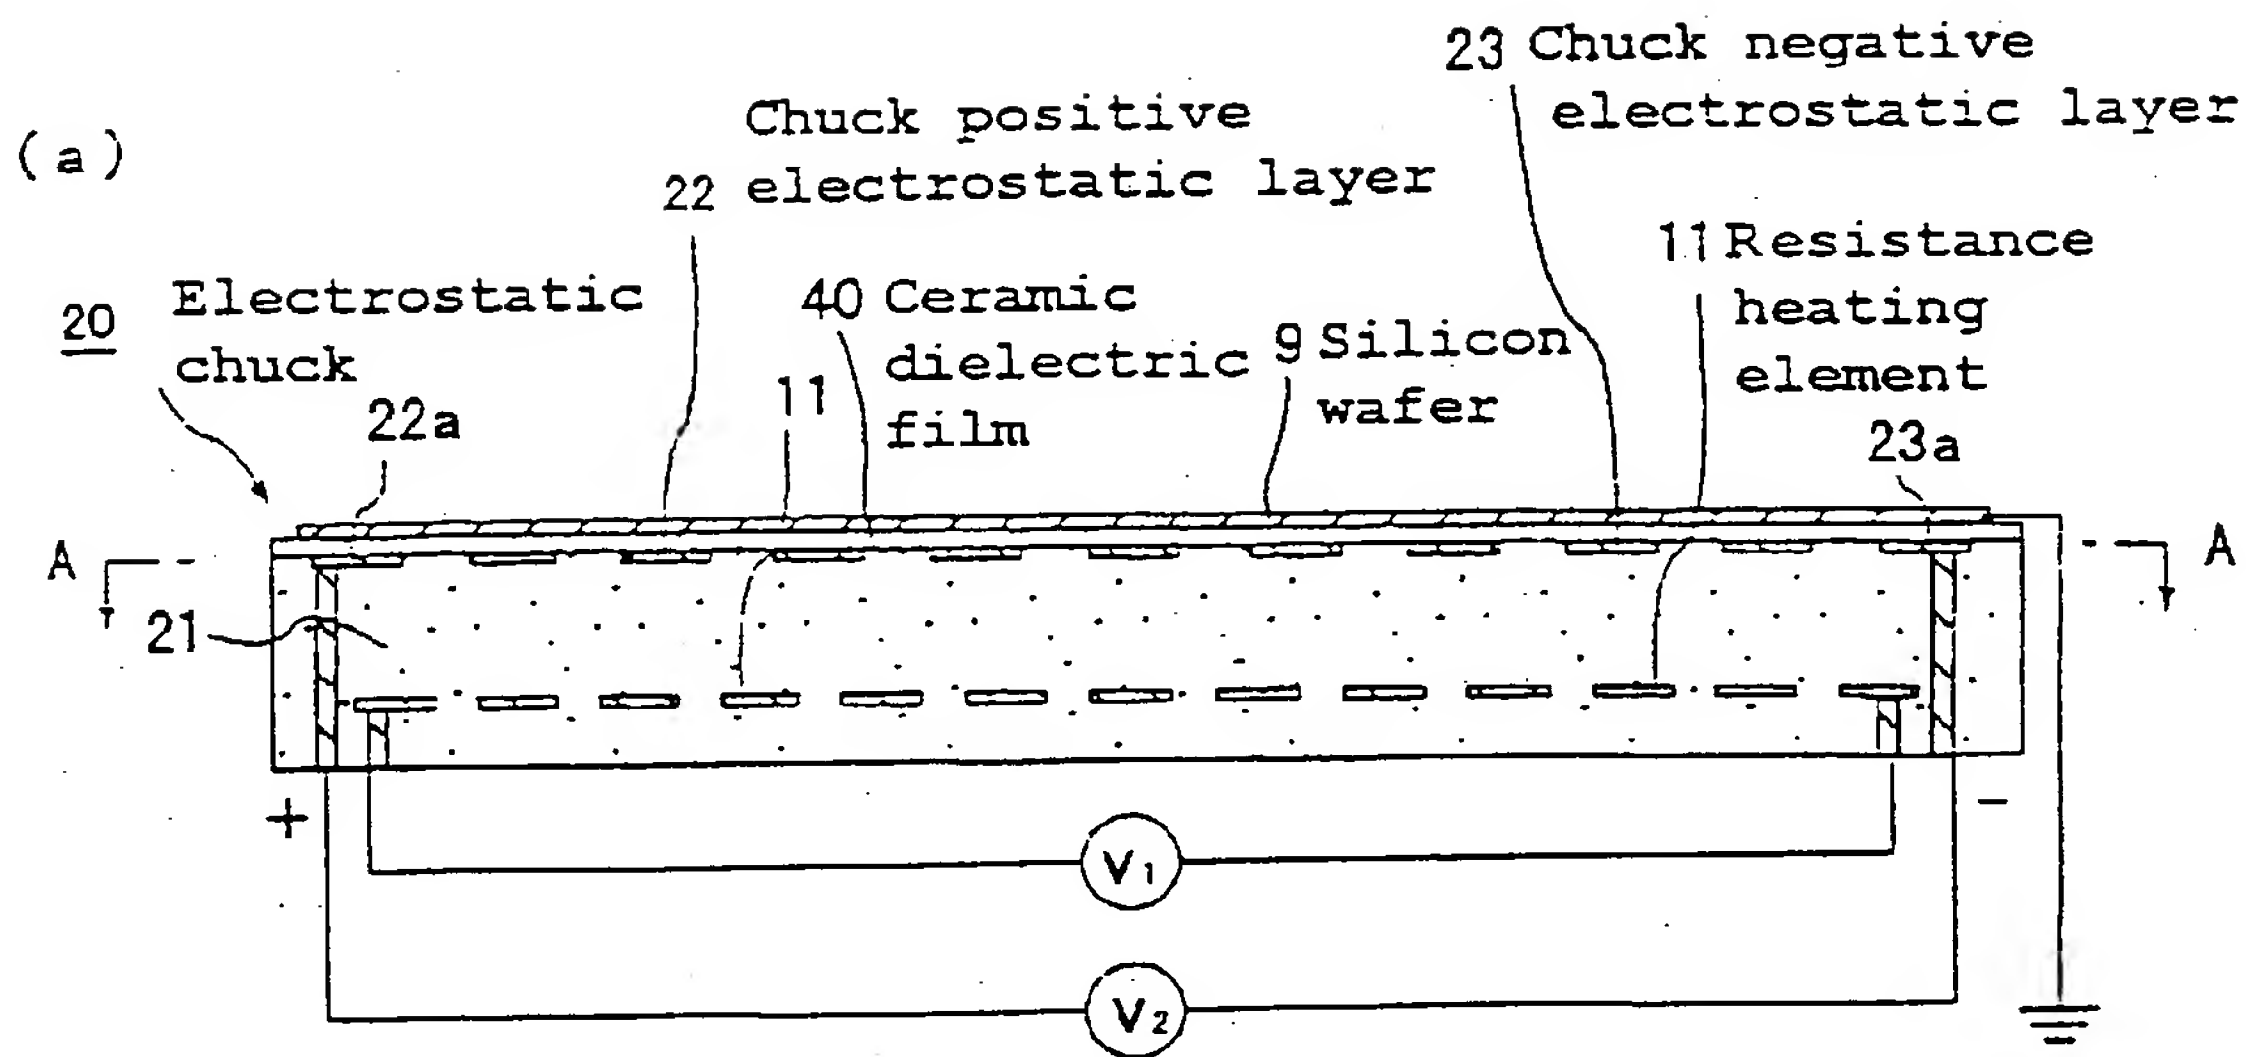 (a)
20 Electrostatic
chuck
22a
22 Chuck positive
electrostatic layer
11
40 Ceramic
dielectric
film
9 Silicon
wafer
23 Chuck negative
electrostatic layer
11 Resistance
heating
element
23a
A
A
21
+
−
V1
V2